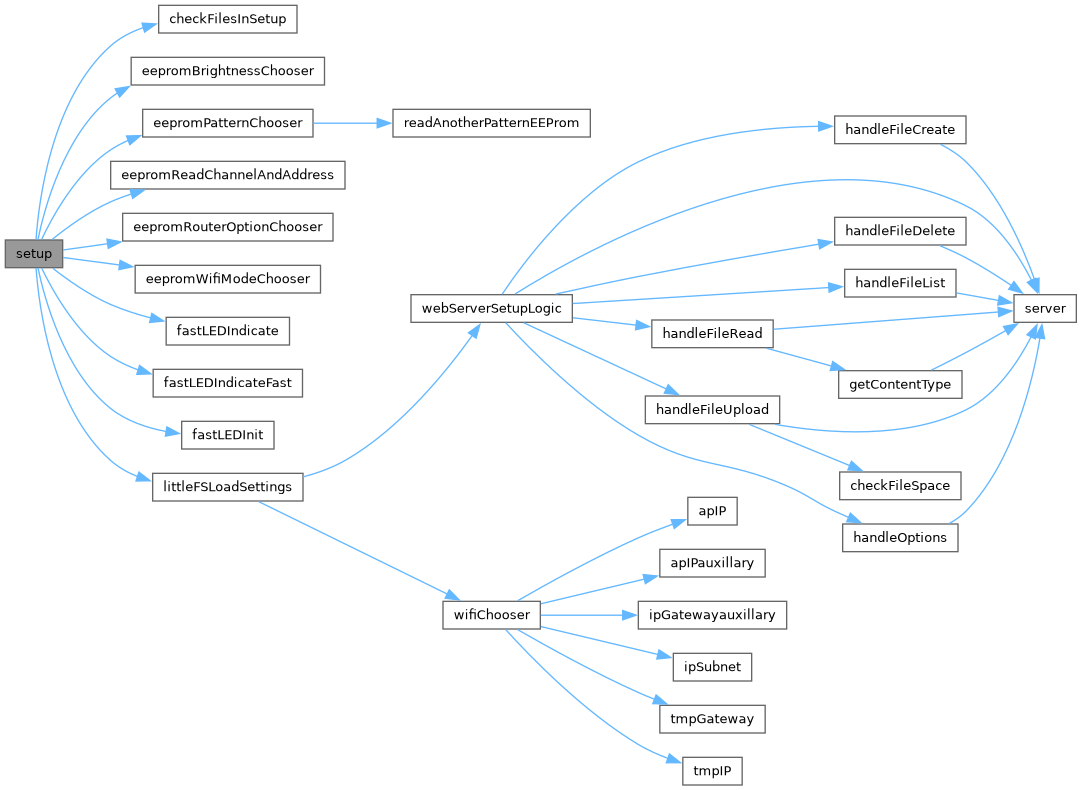 setup
checkFilesInSetup
eepromBrightnessChooser
eepromPatternChooser
readAnotherPatternEEProm
eepromReadChannelAndAddress
eepromRouterOptionChooser
eepromWifiModeChooser
fastLEDIndicate
fastLEDIndicateFast
fastLEDInit
littleFSLoadSettings
webServerSetupLogic
handleFileCreate
handleFileDelete
handleFileList
handleFileRead
getContentType
handleFileUpload
checkFileSpace
handleOptions
server
wifiChooser
apIP
apIPauxillary
ipGatewayauxillary
ipSubnet
tmpGateway
tmpIP